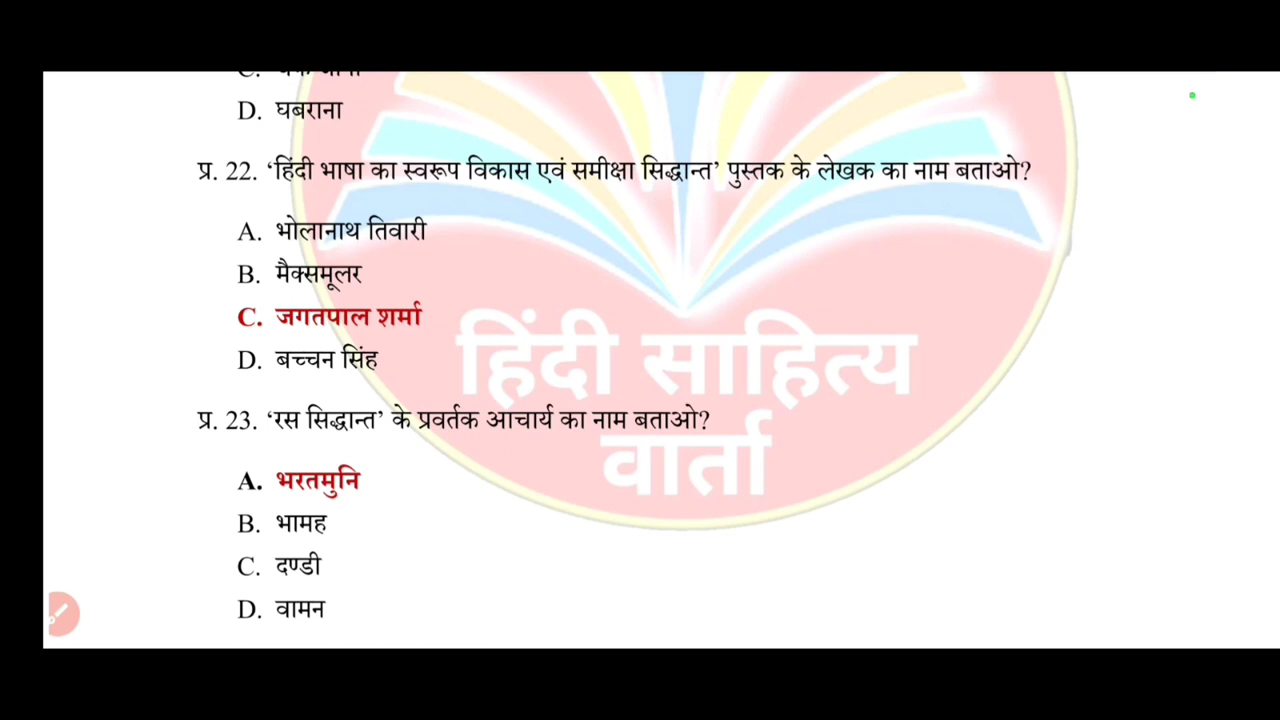 D. घबराना
प्र. 22. ‘हिंदी भाषा का स्वरूप विकास एवं समीक्षा सिद्धान्त’ पुस्तक के लेखक का नाम बताओ?
A. भोलानाथ तिवारी
B. मैक्समूलर
C. जगतपाल शर्मा
D. बच्चन सिंह
हिंदी साहित्य
वार्ता
प्र. 23. ‘रस सिद्धान्त’ के प्रवर्तक आचार्य का नाम बताओ?
A. भरतमुनि
B. भामह
C. दण्डी
D. वामन